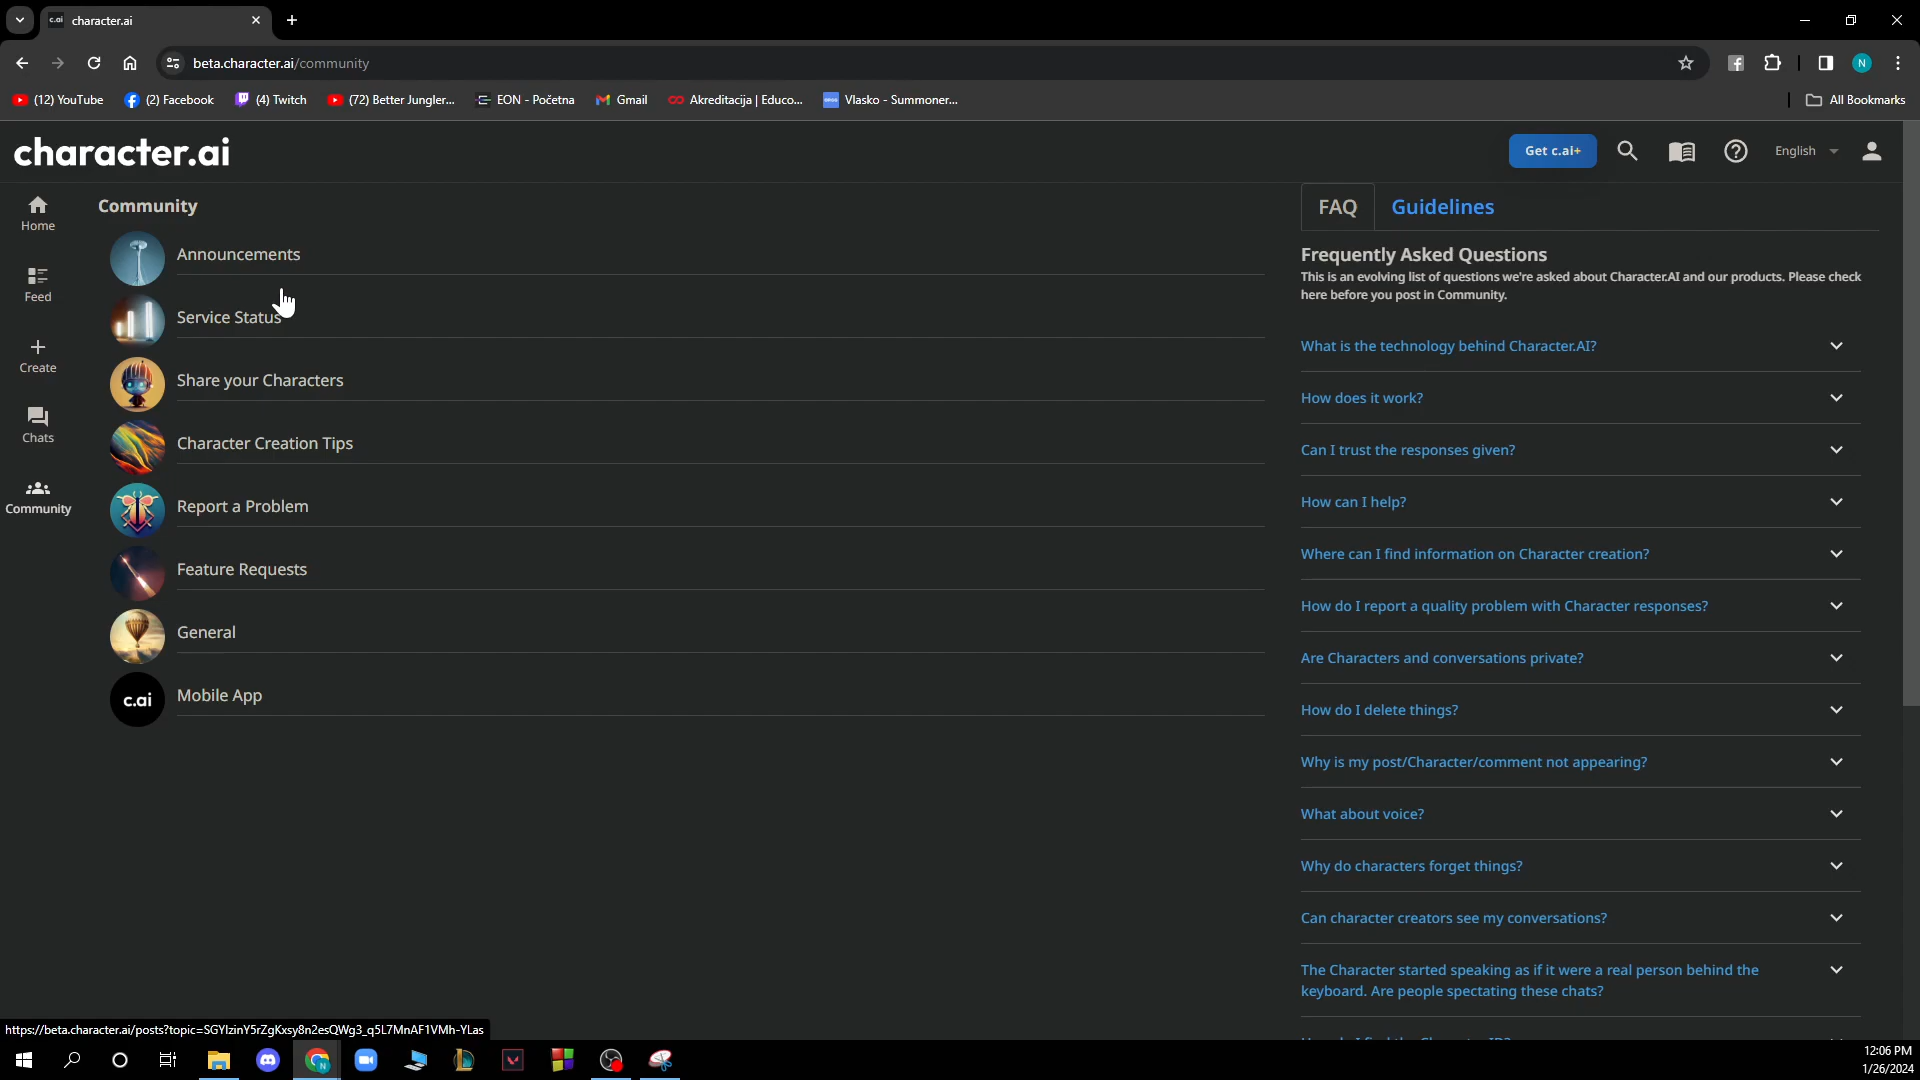 c.ai character.ai
beta.character.ai/community
N
(12) YouTube
(2) Facebook
(4) Twitch
(72) Better Jungler...
EON - Početna
Gmail
Akreditacija | Educo...
Vlasko - Summoner...
All Bookmarks
character.ai
Get c.ai+
English
Home
Feed
Create
Chats
Community
Community
Announcements
Service Status
Share your Characters
Character Creation Tips
Report a Problem
Feature Requests
General
c.ai
Mobile App
FAQ
Guidelines
Frequently Asked Questions
This is an evolving list of questions we're asked about Character.AI and our products. Please check
here before you post in Community.
What is the technology behind Character.AI?
How does it work?
Can I trust the responses given?
How can I help?
Where can I find information on Character creation?
How do I report a quality problem with Character responses?
Are Characters and conversations private?
How do I delete things?
Why is my post/Character/comment not appearing?
What about voice?
Why do characters forget things?
Can character creators see my conversations?
The Character started speaking as if it were a real person behind the
keyboard. Are people spectating these chats?
https://beta.character.ai/posts?topic=SGYIzinY5rZgKxsy8n2esQWg3_q5L7MnAF1VMh-YLas
12:06 PM
1/26/2024